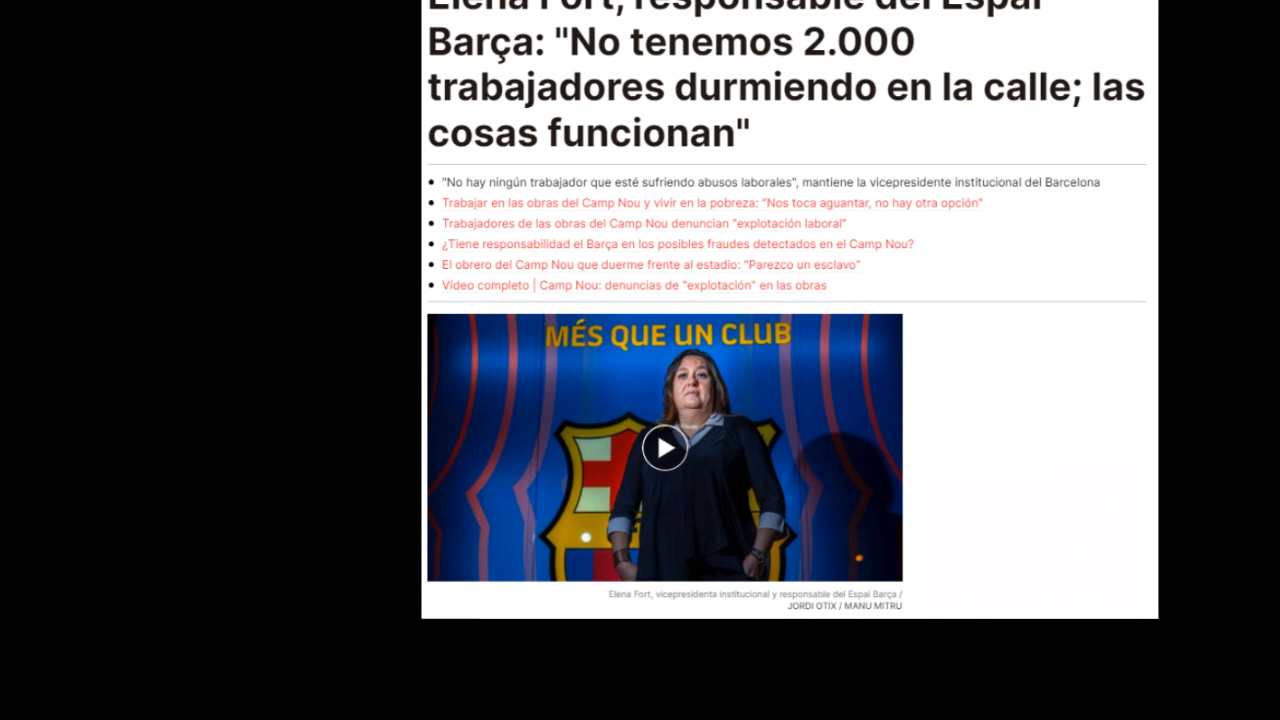 Elena Fort, responsable del Espai
Barça: "No tenemos 2.000
trabajadores durmiendo en la calle; las
cosas funcionan"
"No hay ningún trabajador que esté sufriendo abusos laborales", mantiene la vicepresidente institucional del Barcelona
Trabajar en las obras del Camp Nou y vivir en la pobreza: "Nos toca aguantar, no hay otra opción"
Trabajadores de las obras del Camp Nou denuncian "explotación laboral"
¿Tiene responsabilidad el Barça en los posibles fraudes detectados en el Camp Nou?
El obrero del Camp Nou que duerme frente al estadio: "Parezco un esclavo"
Vídeo completo | Camp Nou: denuncias de "explotación" en las obras
MÉS QUE UN CLUB
Elena Fort, vicepresidenta institucional y responsable del Espai Barça /
JORDI OTIX / MANU MITRU